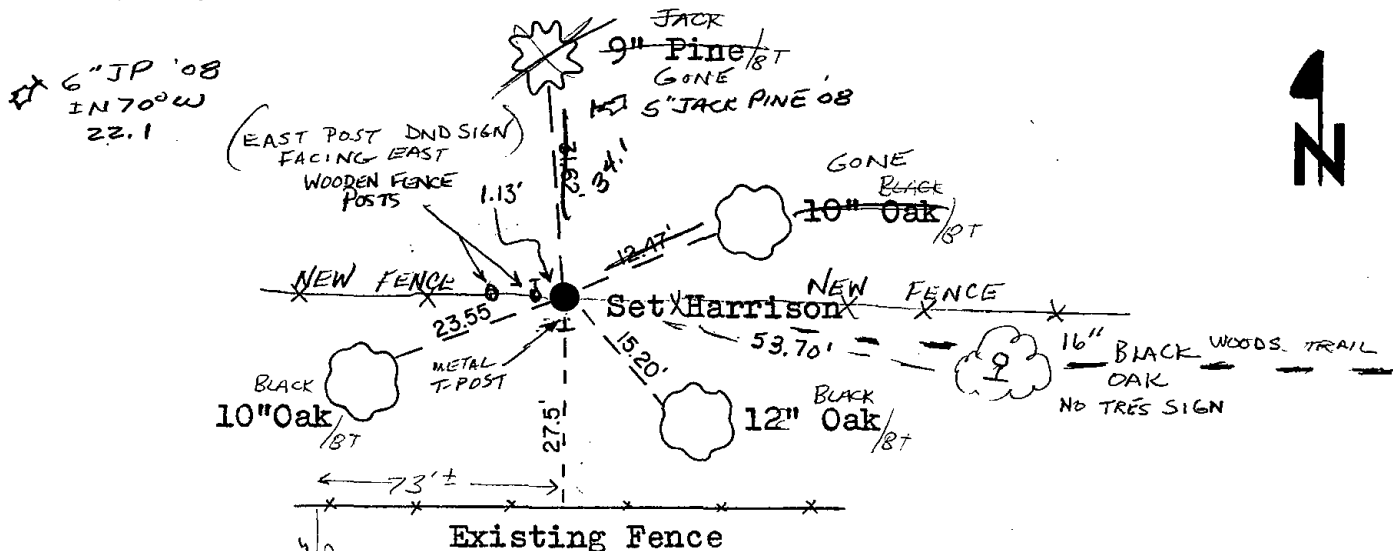 JACK
9" Pine/BT
GONE
5" JACK PINE '08
6" JP '08
IN 70° W
22.1
(EAST POST DND SIGN)
FACING EAST
WOODEN FENCE
POSTS
1.13'
34.1
N
GONE
BLACK
10" Oak/BT
12.47'
NEW FENCE
Set Harrison
NEW FENCE
23.55
METAL
T-POST
15.20'
53.70'
16"
BLACK
OAK
NO TRES SIGN
WOODS TRAIL
BLACK
10" Oak/BT
27.5'
BLACK
12" Oak/BT
73'±
Existing Fence